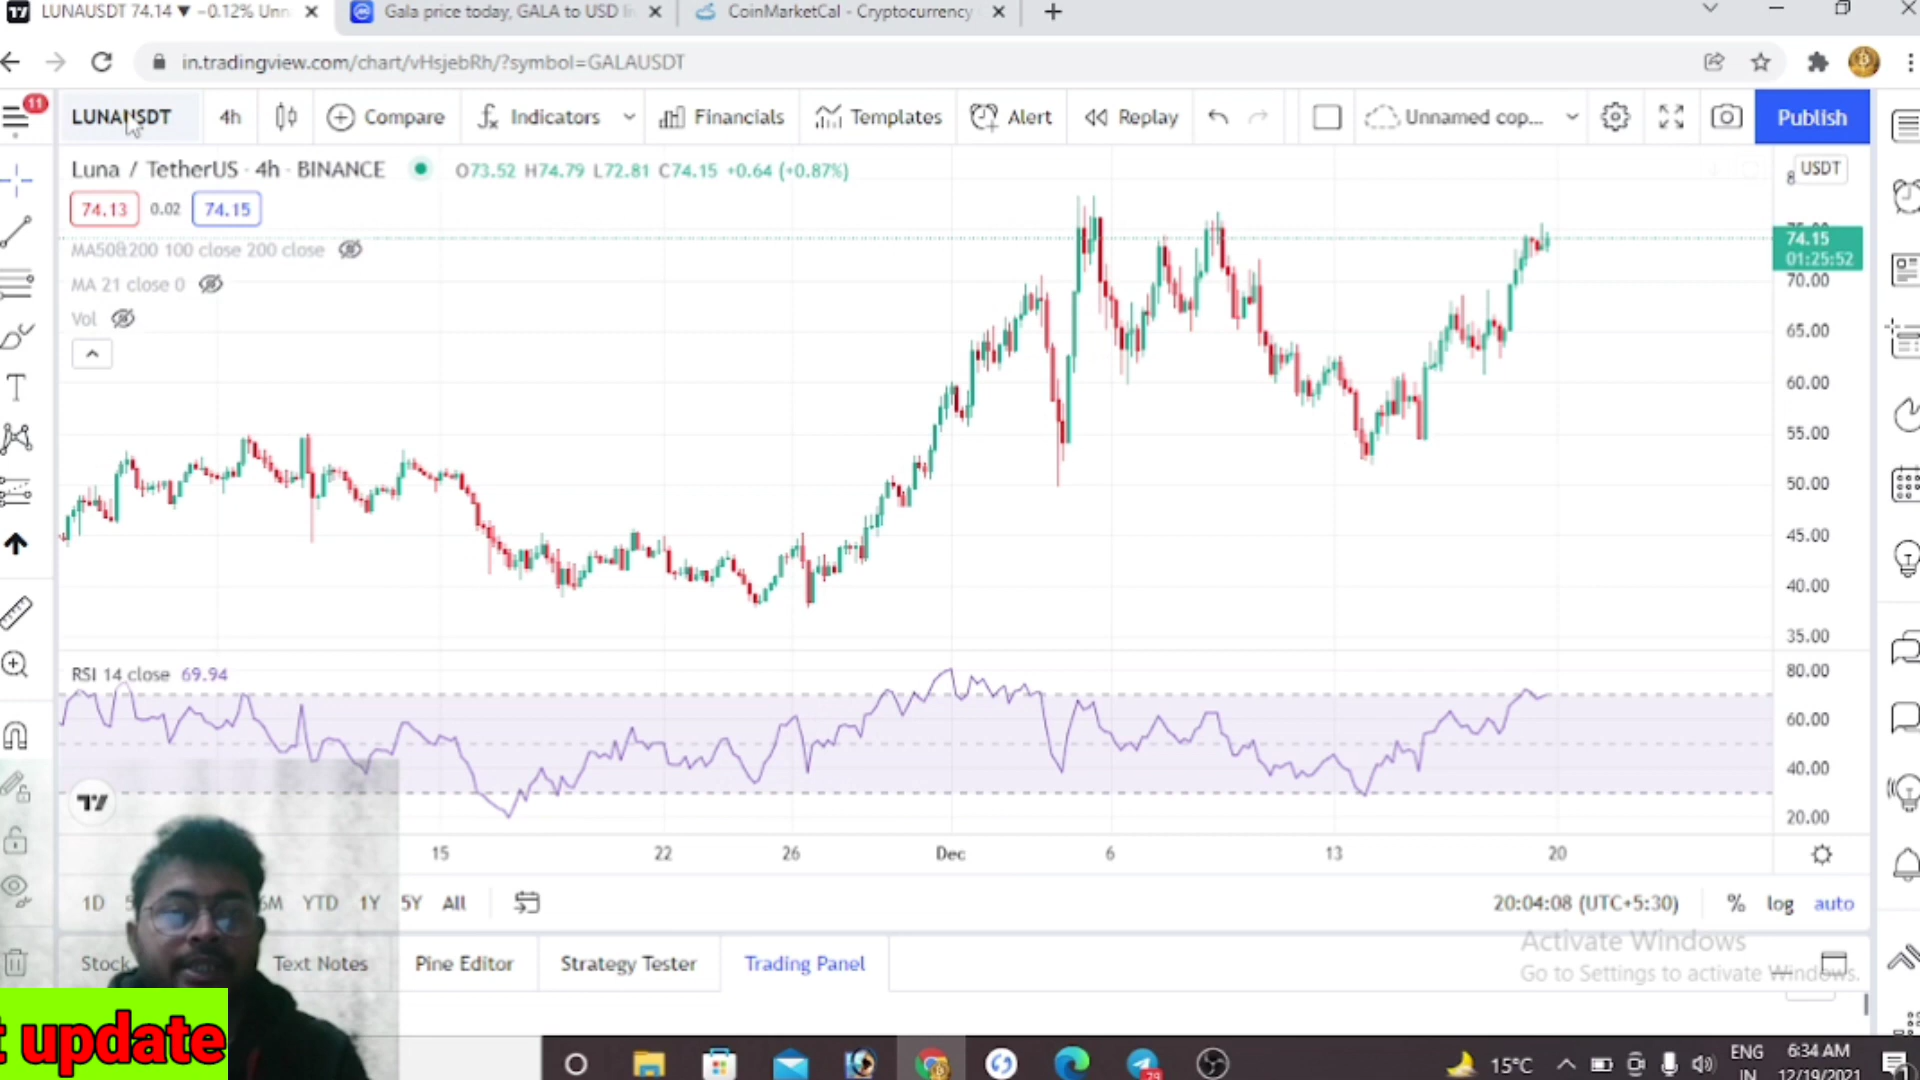 LUNAUSDT 74.14 ▼ −0.12% Unn
Gala price today, GALA to USD li
CoinMarketCal - Cryptocurrency
in.tradingview.com/chart/vHsjebRh/?symbol=GALAUSDT
11
LUNAUSDT
4h
Compare
Indicators
Financials
Templates
Alert
Replay
Unnamed cop...
Publish
Luna / TetherUS · 4h · BINANCE
O73.52 H74.79 L72.81 C74.15 +0.64 (+0.87%)
USDT
74.13
0.02
74.15
MA50&200 100 close 200 close
MA 21 close 0
Vol
74.15
01:25:52
70.00
65.00
60.00
55.00
50.00
45.00
40.00
35.00
RSI 14 close 69.94
80.00
60.00
40.00
20.00
15
22
26
Dec
6
13
20
1D
6M
YTD
1Y
5Y
All
20:04:08 (UTC+5:30)
%
log
auto
Activate Windows
Go to Settings to activate Windows.
Stock
Text Notes
Pine Editor
Strategy Tester
Trading Panel
t update
15°C
ENG
IN
6:34 AM
12/19/2021